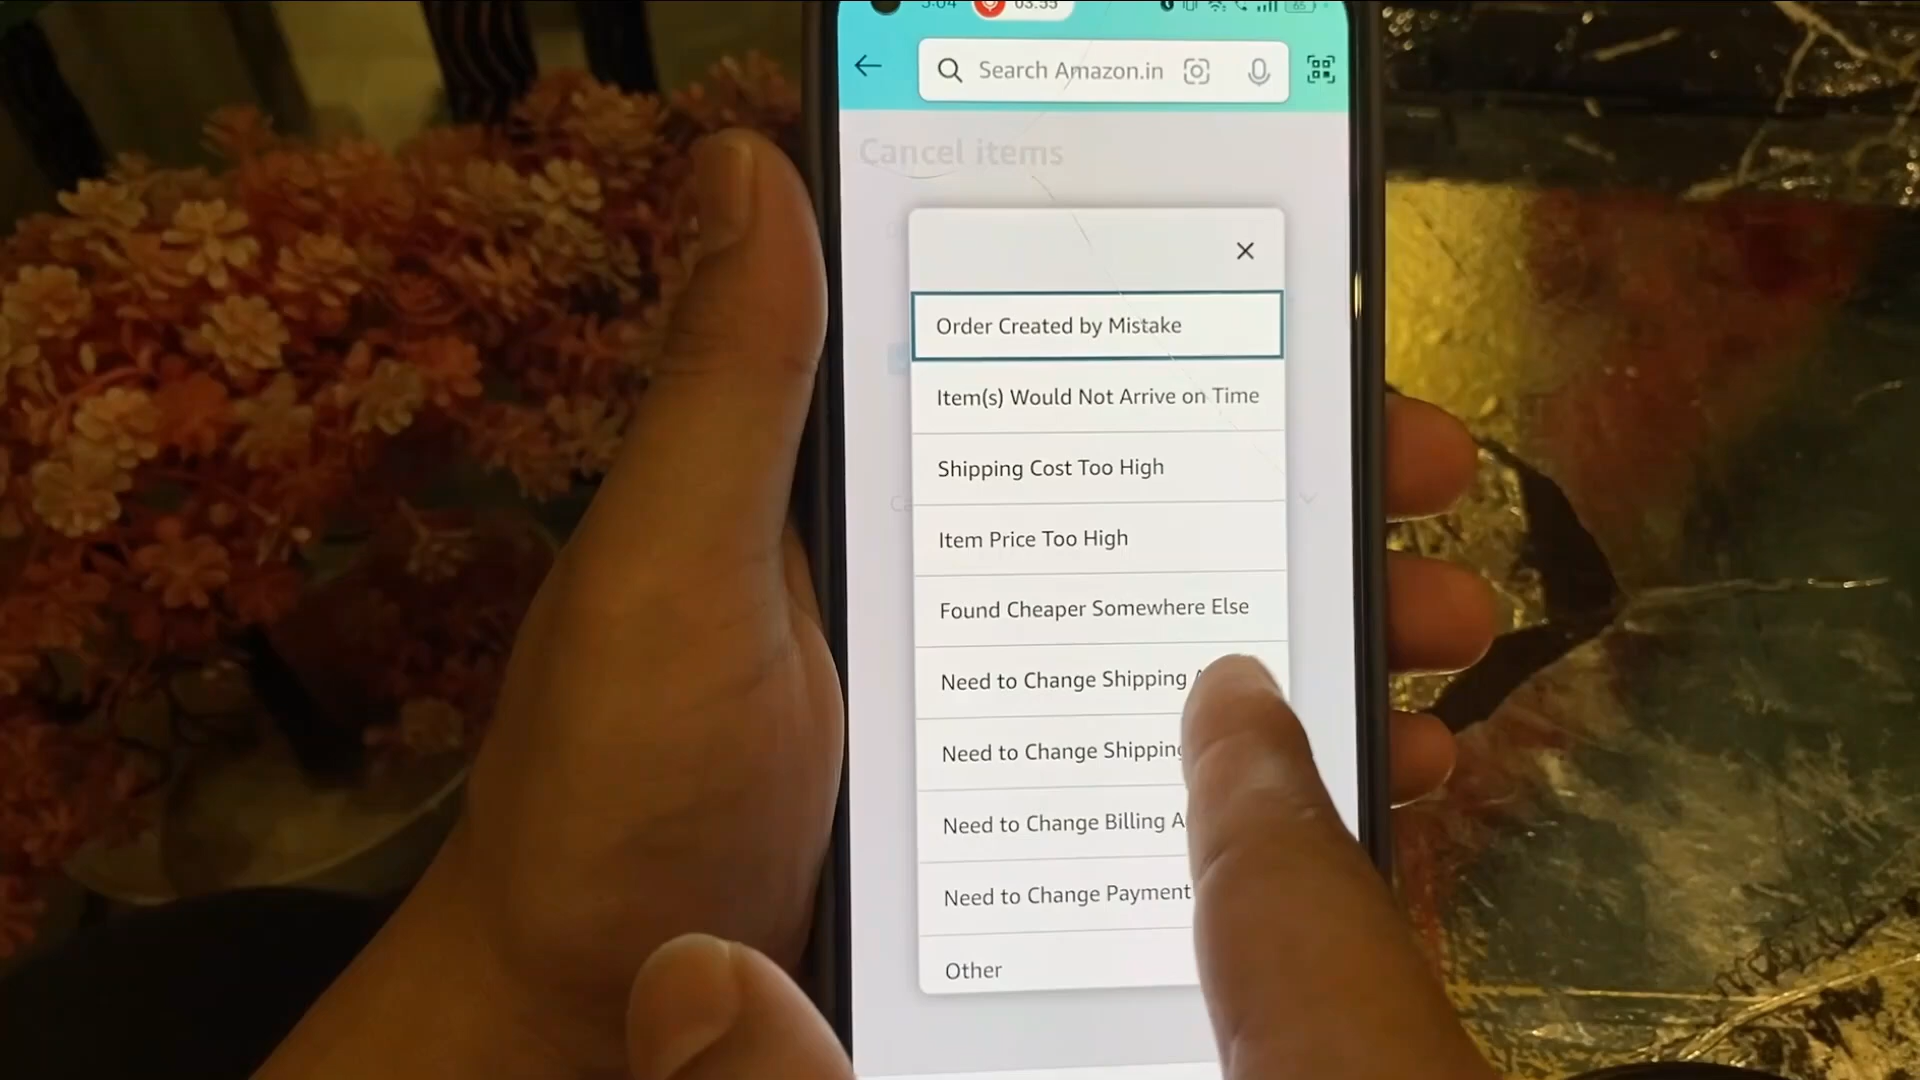 Search Amazon.in
Cancel items
Order Created by Mistake
Item(s) Would Not Arrive on Time
Shipping Cost Too High
Item Price Too High
Found Cheaper Somewhere Else
Need to Change Shipping
Need to Change Shipping
Need to Change Billing
Need to Change Payment
Other